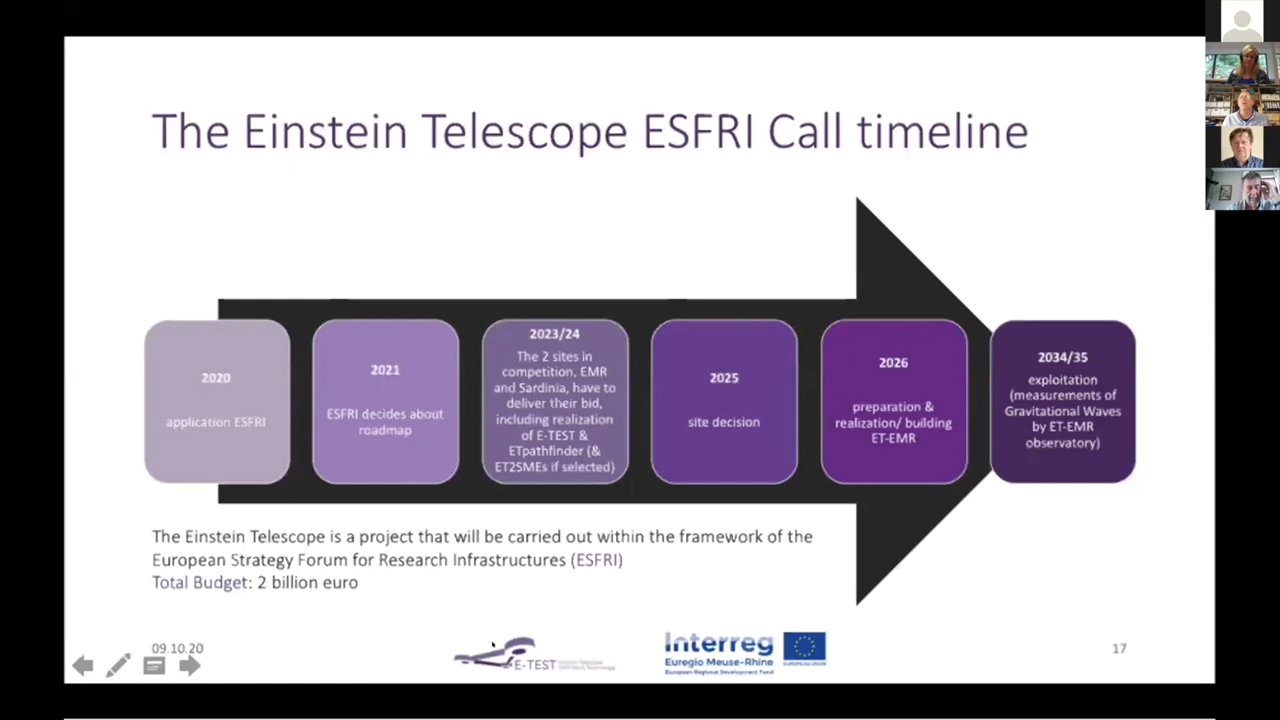 The Einstein Telescope ESFRI Call timeline
2020
application ESFRI
2021
ESFRI decides about
roadmap
2023/24
The 2 sites in
competition, EMR
and Sardinia, have to
deliver their bid,
including realization
of E-TEST &
ETpathfinder (&
ET2SMEs if selected)
2025
site decision
2026
preparation &
realization/ building
ET-EMR
2034/35
exploitation
(measurements of
Gravitational Waves
by ET-EMR
observatory)
The Einstein Telescope is a project that will be carried out within the framework of the
European Strategy Forum for Research Infrastructures (ESFRI)
Total Budget: 2 billion euro
09.10.20
E-TEST
Interreg
Euregio Meuse-Rhine
European Regional Development Fund
EUROPEAN UNION
17